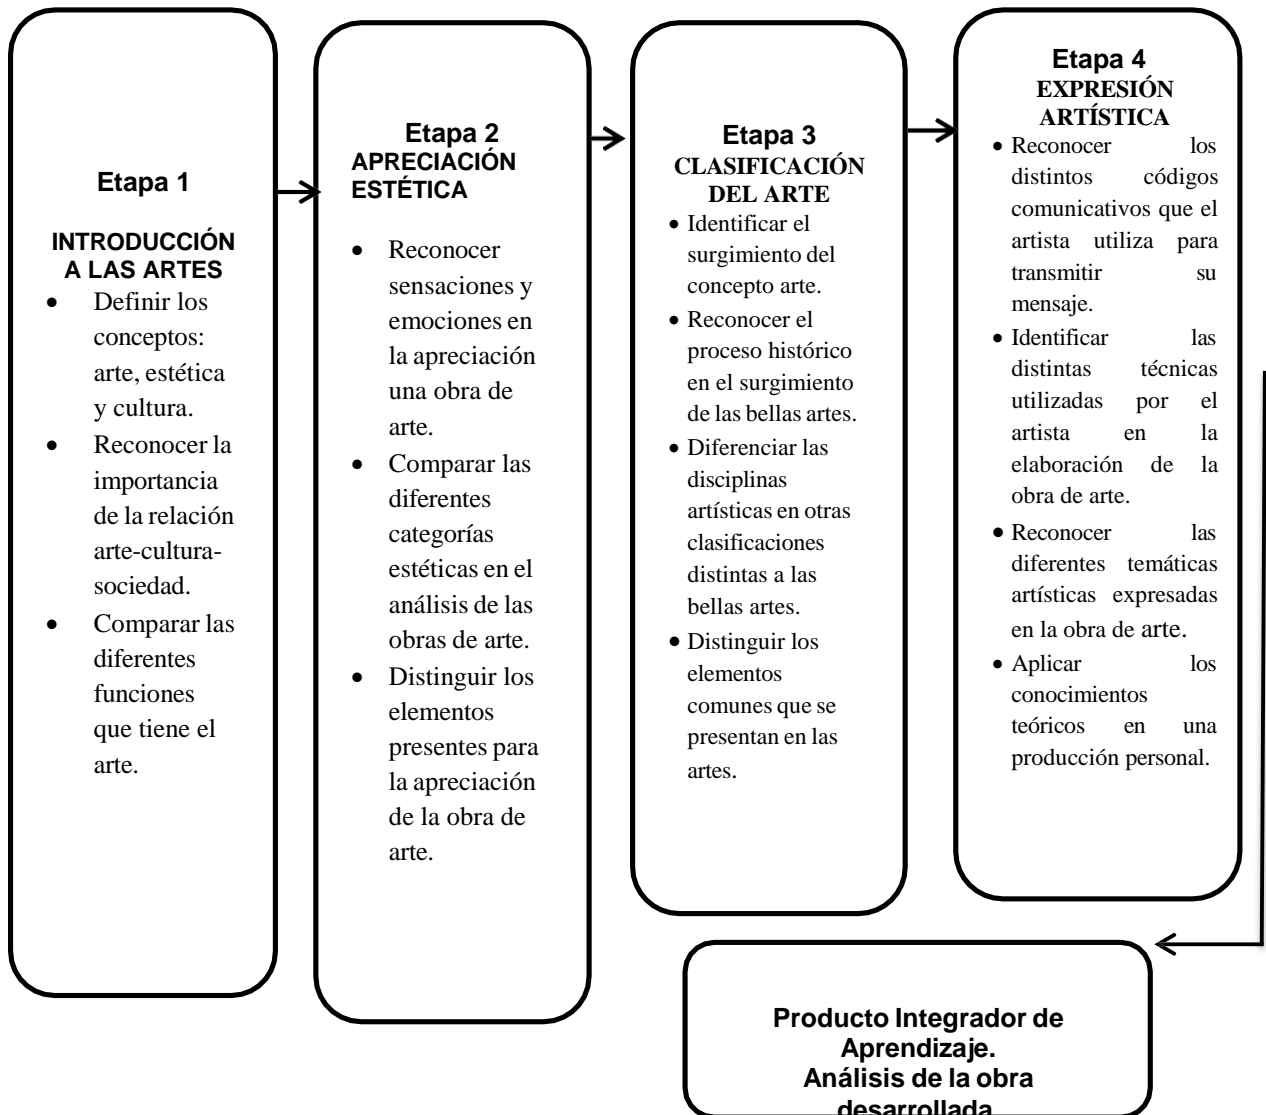 Etapa 1
INTRODUCCIÓN
A LAS ARTES
• Definir los
conceptos:
arte, estética
y cultura.
• Reconocer la
importancia
de la relación
arte-cultura-
sociedad.
• Comparar las
diferentes
funciones
que tiene el
arte.
Etapa 2
APRECIACIÓN
ESTÉTICA
• Reconocer
sensaciones y
emociones en
la apreciación
una obra de
arte.
• Comparar las
diferentes
categorías
estéticas en el
análisis de las
obras de arte.
• Distinguir los
elementos
presentes para
la apreciación
de la obra de
arte.
Etapa 3
CLASIFICACIÓN
DEL ARTE
• Identificar el
surgimiento del
concepto arte.
• Reconocer el
proceso histórico
en el surgimiento
de las bellas artes.
• Diferenciar las
disciplinas
artísticas en otras
clasificaciones
distintas a las
bellas artes.
• Distinguir los
elementos
comunes que se
presentan en las
artes.
Etapa 4
EXPRESIÓN
ARTÍSTICA
• Reconocer los
distintos códigos
comunicativos que el
artista utiliza para
transmitir su
mensaje.
• Identificar las
distintas técnicas
utilizadas por el
artista en la
elaboración de la
obra de arte.
• Reconocer las
diferentes temáticas
artísticas expresadas
en la obra de arte.
• Aplicar los
conocimientos
teóricos en una
producción personal.
Producto Integrador de
Aprendizaje.
Análisis de la obra
desarrollada